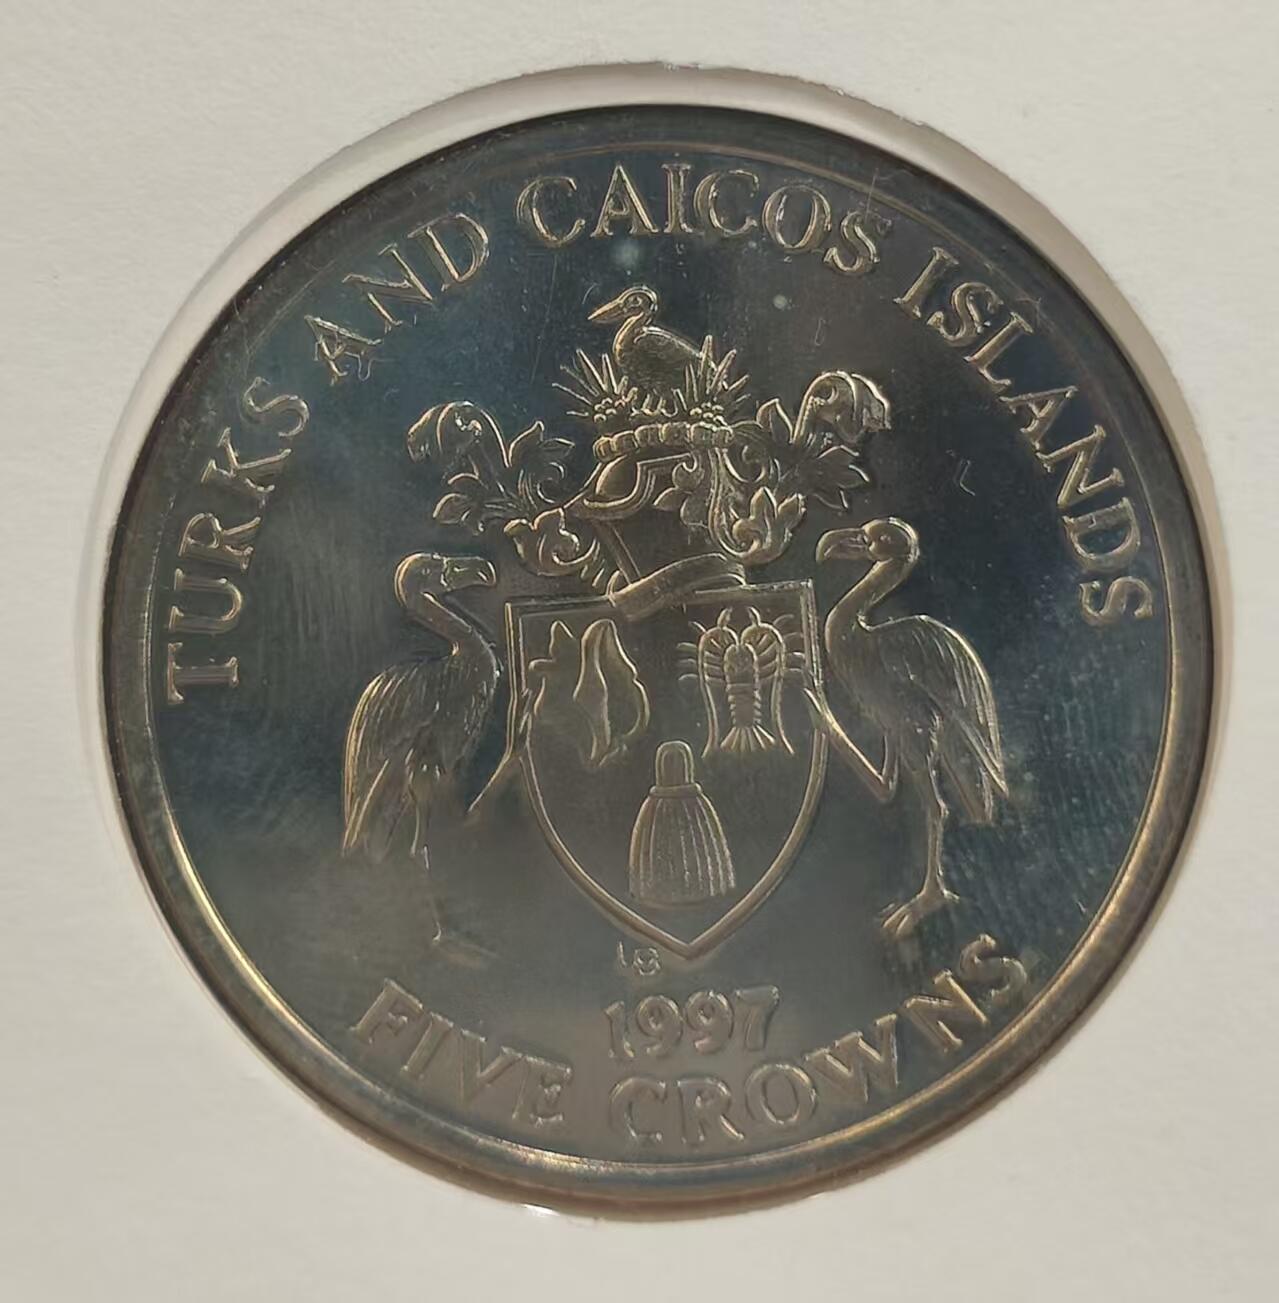 TURKS AND CAICOS ISLANDS
1997
FIVE CROWNS